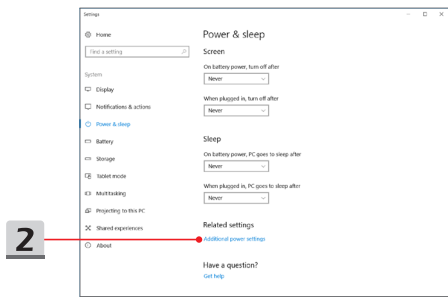 Settings
Home
Find a setting
System
Display
Notifications & actions
Power & sleep
Battery
Storage
Tablet mode
Multitasking
Projecting to this PC
Shared experiences
About
Power & sleep
Screen
On battery power, turn off after
Never
When plugged in, turn off after
Never
Sleep
On battery power, PC goes to sleep after
Never
When plugged in, PC goes to sleep after
Never
Related settings
Additional power settings
Have a question?
Get help
2